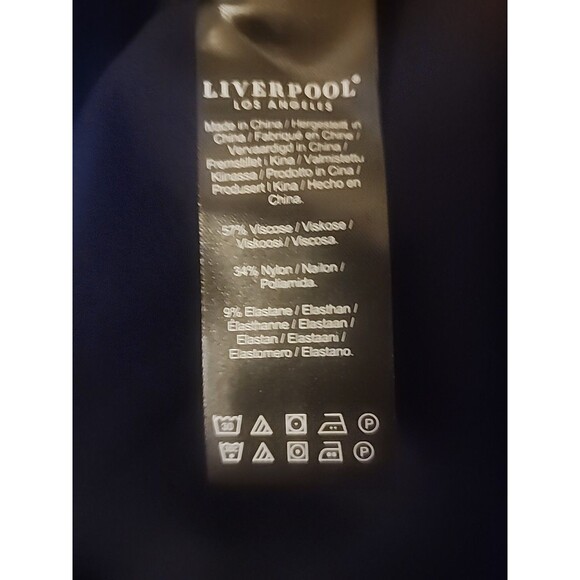 LIVERPOOL®
LOS ANGELES
Made in China / Hergestellt in
China / Fabriqué en Chine /
Vervaardigd in China /
Fremstillet i Kina / Valmistettu
Kiinassa / Prodotto in Cina /
Produsert I Kina / Hecho en
China.
57% Viscose / Viskose /
Viskoosi / Viscosa.
34% Nylon / Nailon /
Poliamida.
9% Elastane / Elasthan /
Élasthanne / Elastaan /
Elastan / Elastaani /
Elastomero / Elastano.
30 P
P